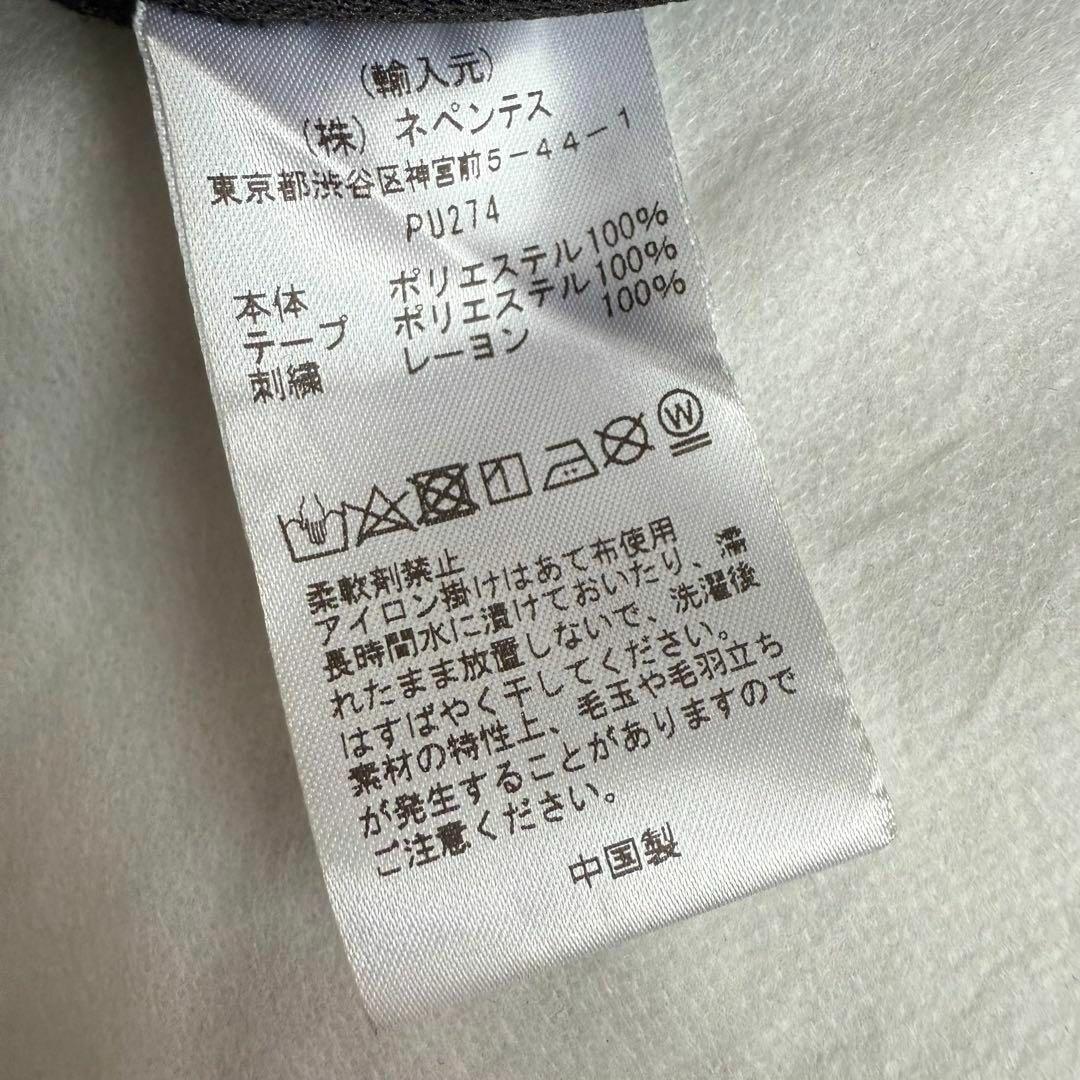 (輸入元)
(株) ネペンテス
東京都渋谷区神宮前5-44-1
PU274
本体 ポリエステル100%
テープ ポリエステル100%
刺繍 レーヨン 100%
W
柔軟剤禁止
アイロン掛けはあて布使用
長時間水に漬けておいたり、濡
れたまま放置しないで、洗濯後
はすばやく干してください。
素材の特性上、毛玉や毛羽立ち
が発生することがありますので
ご注意ください。
中国製